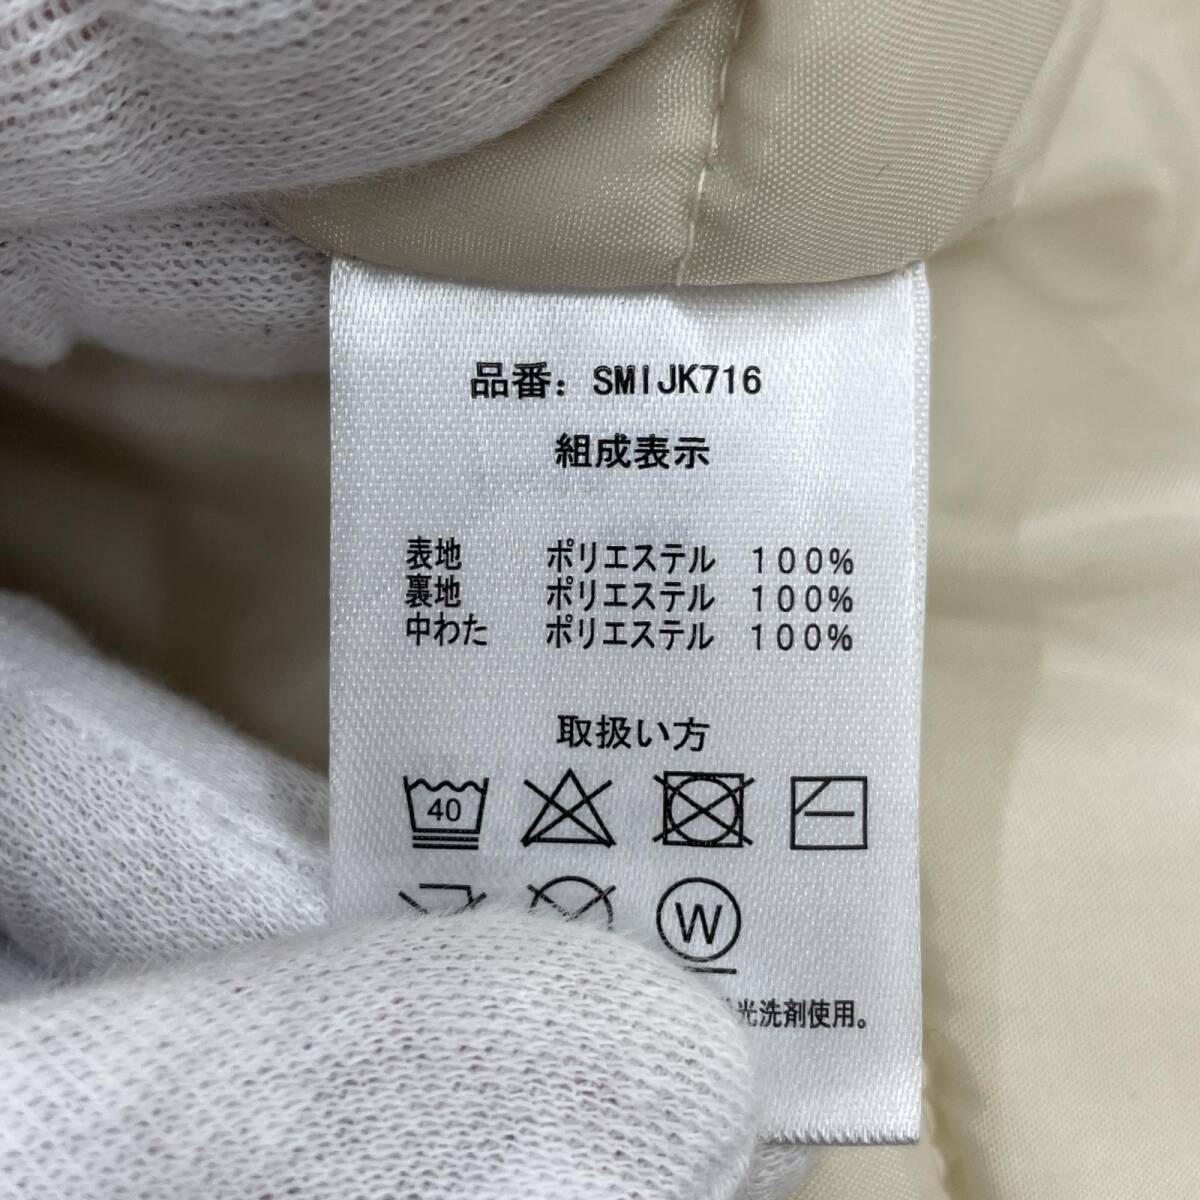 品番: SMIJK716
組成表示
表地 ポリエステル 100%
裏地 ポリエステル 100%
中わた ポリエステル 100%
取扱い方
40
W
光洗剤使用。